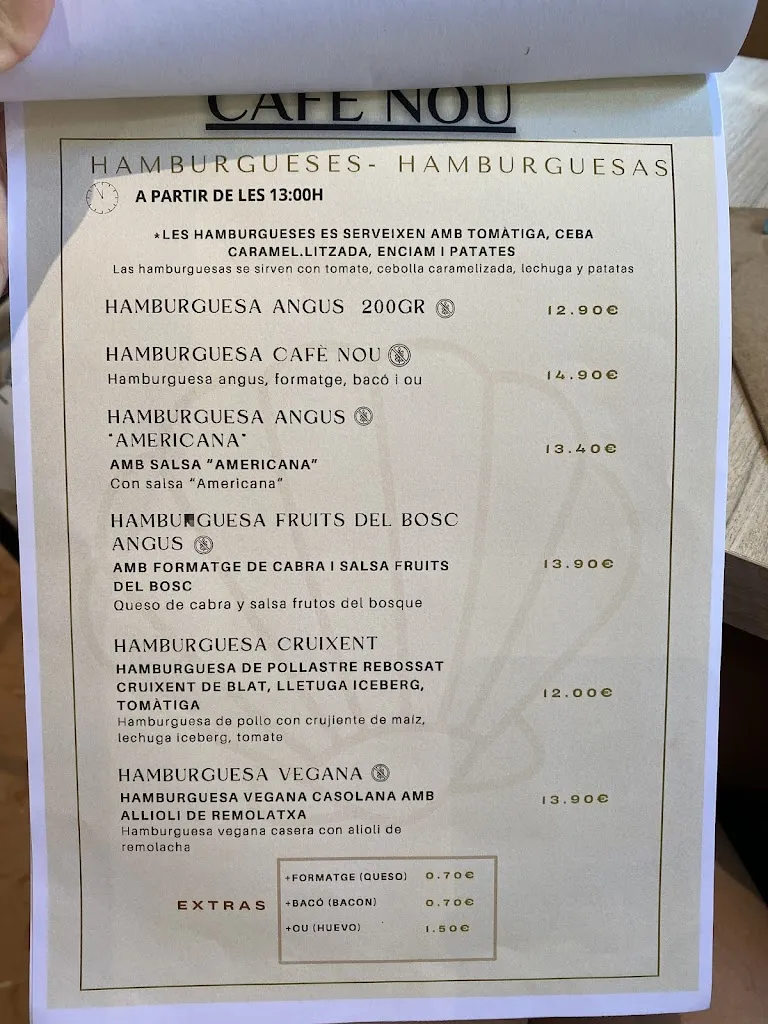 CAFÈ NOU
HAMBURGUESES- HAMBURGUESAS
A PARTIR DE LES 13:00H
*LES HAMBURGUESES ES SERVEIXEN AMB TOMÀTIGA, CEBA
CARAMEL.LITZADA, ENCIAM I PATATES
Las hamburguesas se sirven con tomate, cebolla caramelizada, lechuga y patatas
HAMBURGUESA ANGUS 200GR 12.90€
HAMBURGUESA CAFÈ NOU
Hamburguesa angus, formatge, bacó i ou 14.90€
HAMBURGUESA ANGUS
"AMERICANA" 13.40€
AMB SALSA "AMERICANA"
Con salsa "Americana"
HAMBURGUESA FRUITS DEL BOSC
ANGUS
AMB FORMATGE DE CABRA I SALSA FRUITS 13.90€
DEL BOSC
Queso de cabra y salsa frutos del bosque
HAMBURGUESA CRUIXENT
HAMBURGUESA DE POLLASTRE REBOSSAT
CRUIXENT DE BLAT, LLETUGA ICEBERG, 12.00€
TOMÀTIGA
Hamburguesa de pollo con crujiente de maíz,
lechuga iceberg, tomate
HAMBURGUESA VEGANA
HAMBURGUESA VEGANA CASOLANA AMB 13.90€
ALLIOLI DE REMOLATXA
Hamburguesa vegana casera con alioli de
remolacha
EXTRAS
+FORMATGE (QUESO) 0.70€
+BACÓ (BACON) 0.70€
+OU (HUEVO) 1.50€